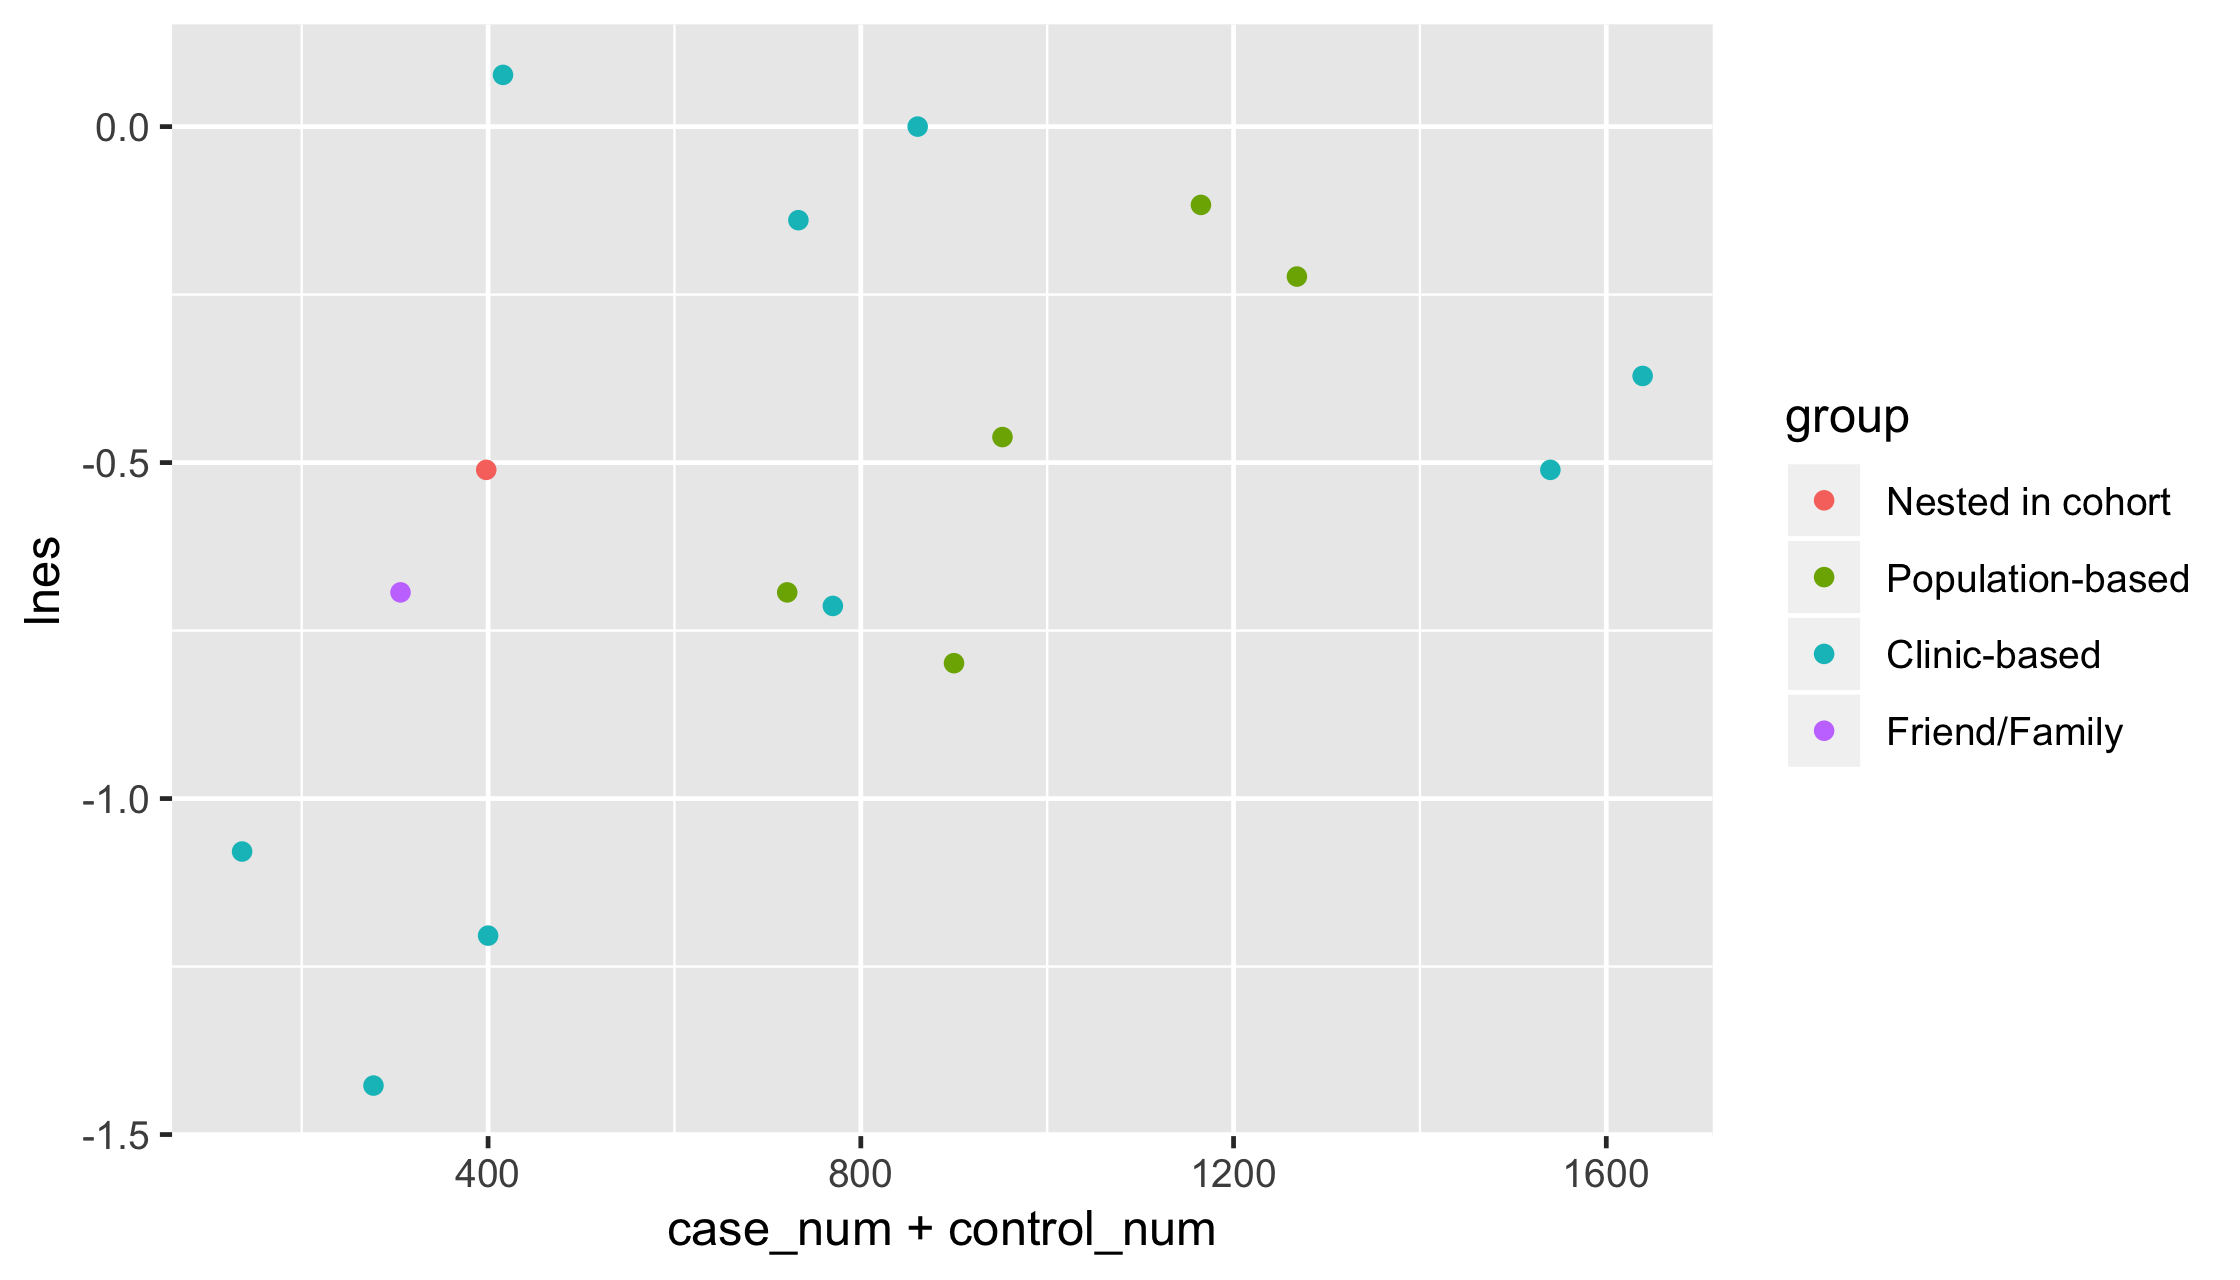 0.0
-0.5
-1.0
-1.5
lnes
400
800
1200
1600
case_num + control_num
group
Nested in cohort
Population-based
Clinic-based
Friend/Family